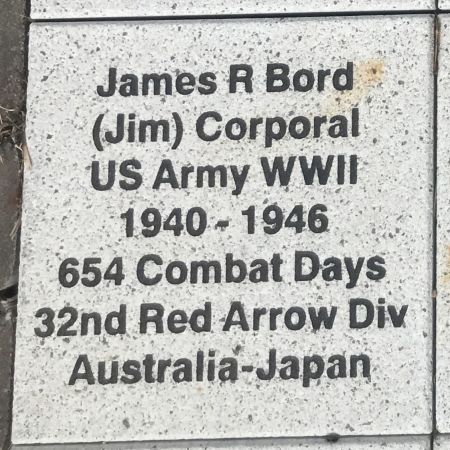 James R Bord
(Jim) Corporal
US Army WWII
1940 - 1946
654 Combat Days
32nd Red Arrow Div
Australia-Japan